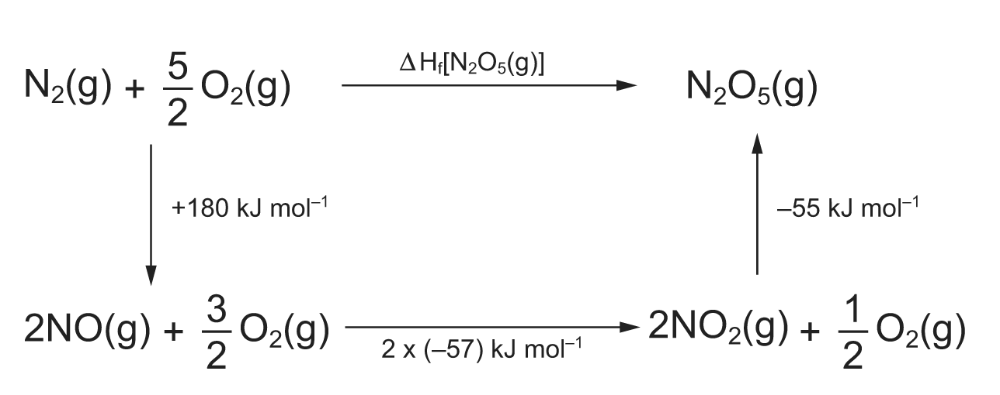 ΔH_f[N₂O₅(g)]
N₂(g) + 5/2 O₂(g) N₂O₅(g)
+180 kJ mol⁻¹ –55 kJ mol⁻¹
2NO(g) + 3/2 O₂(g) 2NO₂(g) + 1/2 O₂(g)
2 x (–57) kJ mol⁻¹